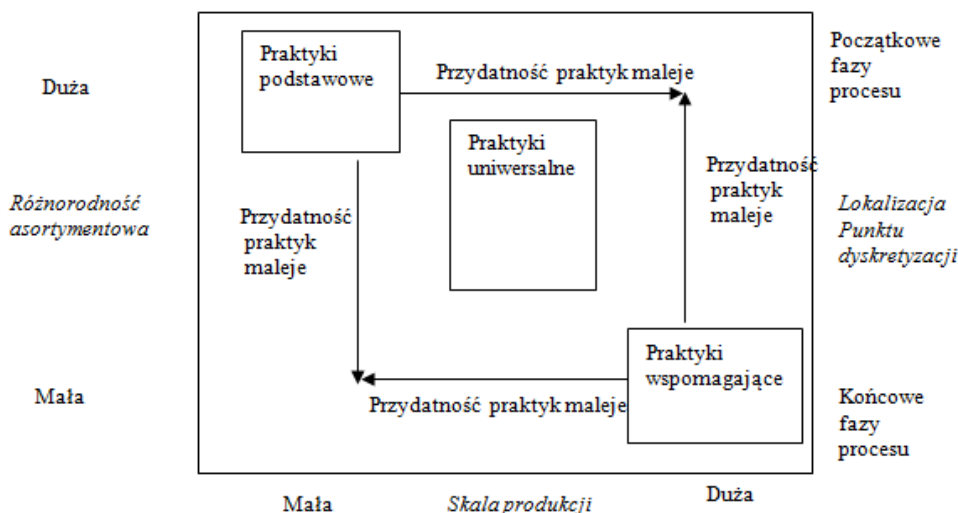 Praktyki
podstawowe
Początkowe
fazy
procesu
Duża
Przydatność praktyk maleje
Praktyki
uniwersalne
Przydatność
praktyk
maleje
Różnorodność
asortymentowa
Przydatność
praktyk
maleje
Lokalizacja
Punktu
dyskretyzacji
Praktyki
wspomagające
Mała
Przydatność praktyk maleje
Końcowe
fazy
procesu
Mała
Skala produkcji
Duża